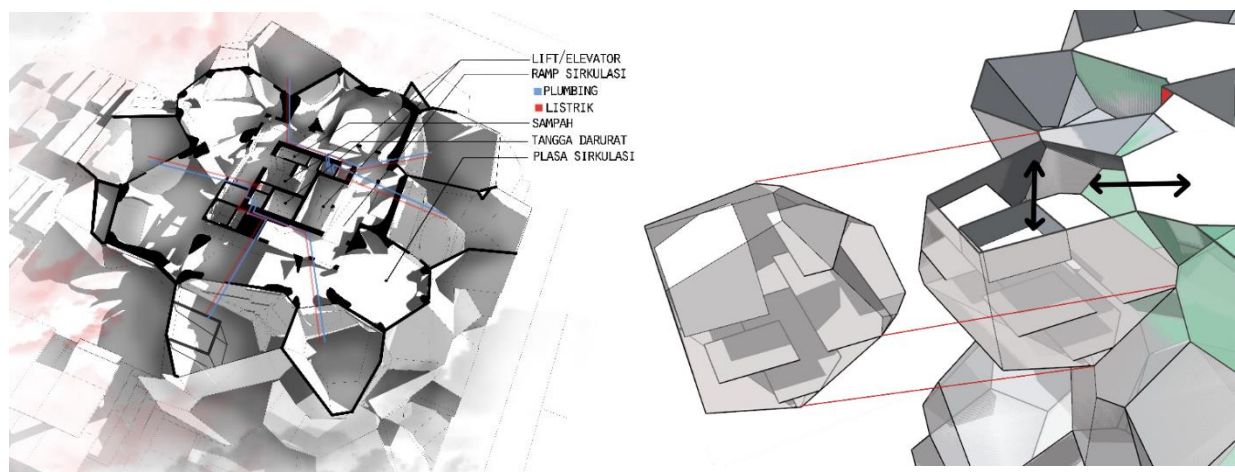 LIFT/ELEVATOR
RAMP SIRKULASI
PLUMBING
LISTRIK
SAMPAH
TANGGA DARURAT
PLASA SIRKULASI